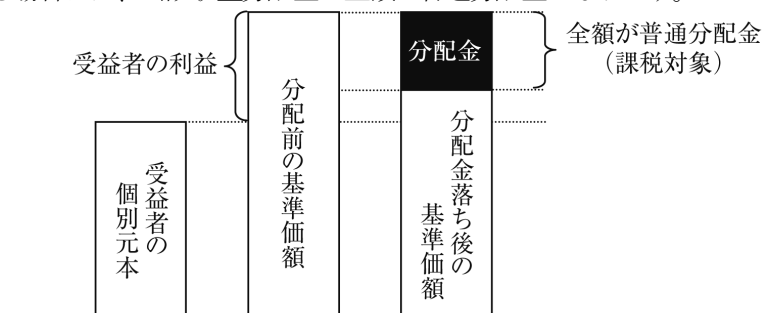 受益者の利益
分配金
全額が普通分配金
（課税対象）
受益者の
個別元本
分配前の基準価額
分配金落ち後の
基準価額